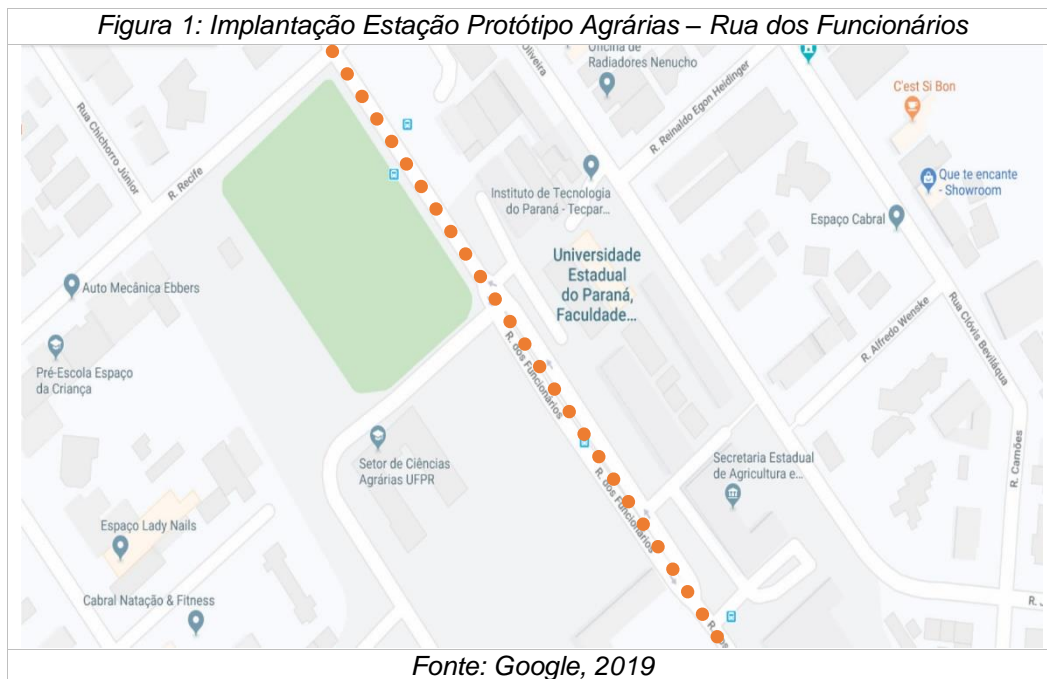 Figura 1: Implantação Estação Protótipo Agrárias – Rua dos Funcionários
Oliveira
Oficina de
Radiadores Nenucho
R. Reinaldo Egon Heidinger
C'est Si Bon
Rua Chichorro Júnior
R. Recife
Instituto de Tecnologia
do Paraná - Tecpar...
Que te encante
- Showroom
Espaço Cabral
Universidade
Estadual
do Paraná,
Faculdade...
Auto Mecânica Ebbers
Rua Clóvis Beviláqua
R. Alfredo Wenske
Pré-Escola Espaço
da Criança
R. dos Funcionários
R. Camões
Setor de Ciências
Agrárias UFPR
Secretaria Estadual
de Agricultura e...
R. dos Funcionários
Espaço Lady Nails
Cabral Natação & Fitness
R.
R.
Fonte: Google, 2019